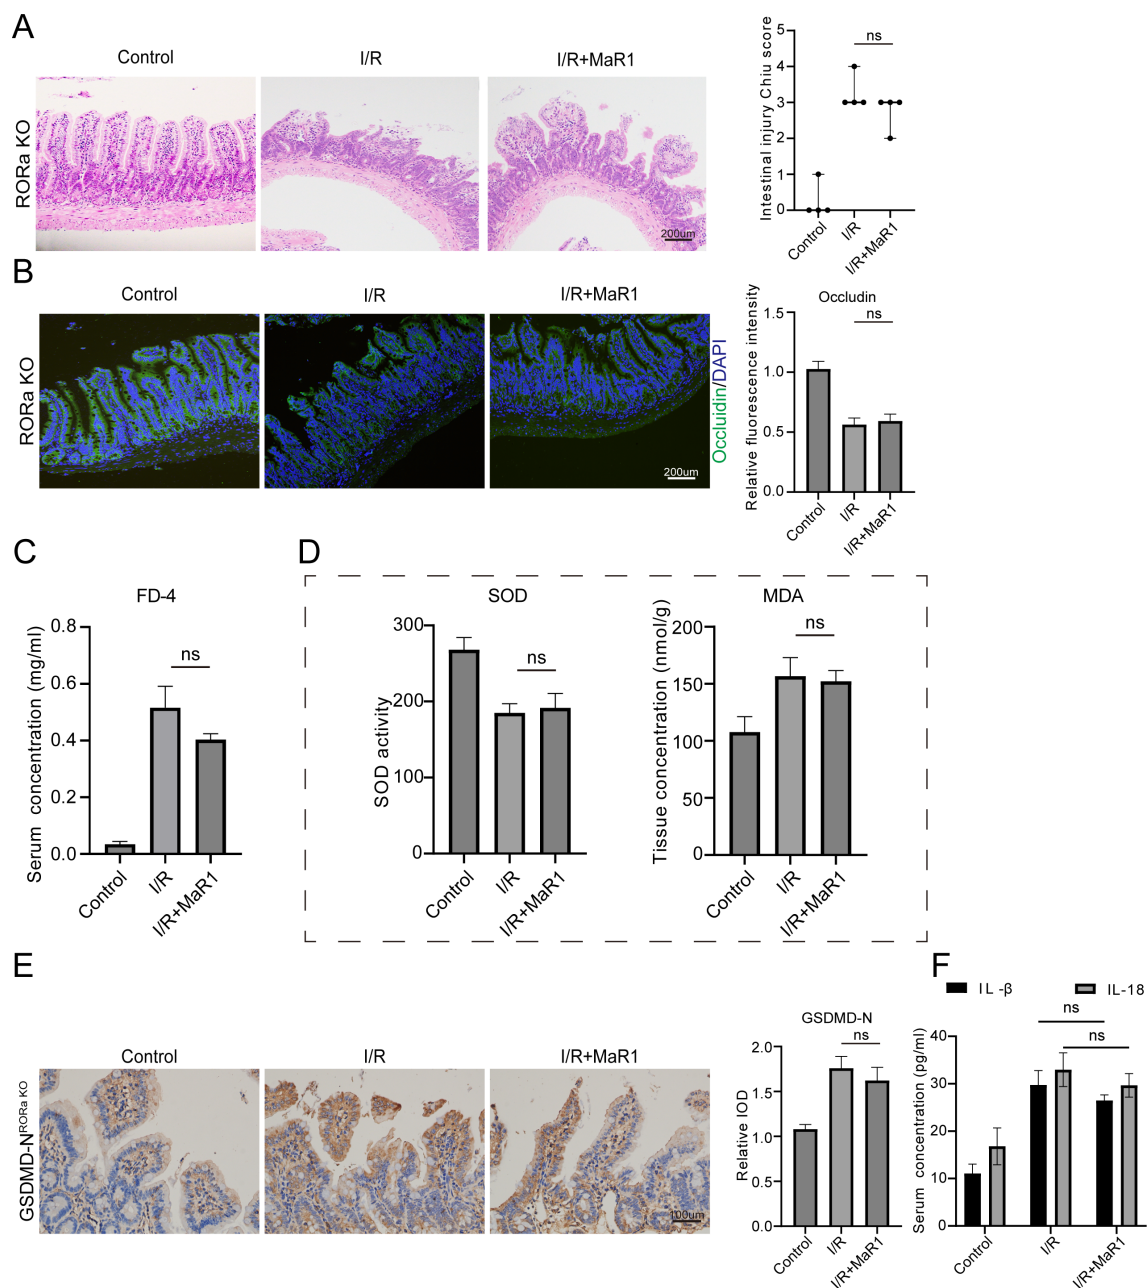 A
Control
I/R
I/R+MaR1
RORa KO
200um
Intestinal injury Chiu score
5
4
3
2
1
0
ns
Control
I/R
I/R+MaR1
B
Control
I/R
I/R+MaR1
RORa KO
200um
Occluidin/DAPI
Occludin
Relative fluorescence intensity
1.5
1.0
0.5
0.0
ns
Control
I/R
I/R+MaR1
C
FD-4
Serum concentration (mg/ml)
0.8
0.6
0.4
0.2
0.0
ns
Control
I/R
I/R+MaR1
D
SOD
SOD activity
300
200
100
0
ns
Control
I/R
I/R+MaR1
MDA
Tissue concentration (nmol/g)
200
150
100
50
0
ns
Control
I/R
I/R+MaR1
E
Control
I/R
I/R+MaR1
GSDMD-N^RORa KO
100um
GSDMD-N
Relative IOD
2.0
1.5
1.0
0.5
0.0
ns
Control
I/R
I/R+MaR1
F
IL-β
IL-18
Serum concentration (pg/ml)
40
30
20
10
0
ns
ns
Control
I/R
I/R+MaR1